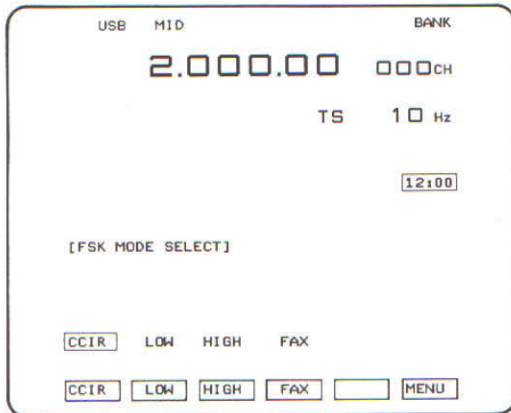 USB MID BANK
2.000.00 000CH
TS 10 Hz
12:00
[FSK MODE SELECT]
CCIR LOW HIGH FAX
CCIR LOW HIGH FAX MENU